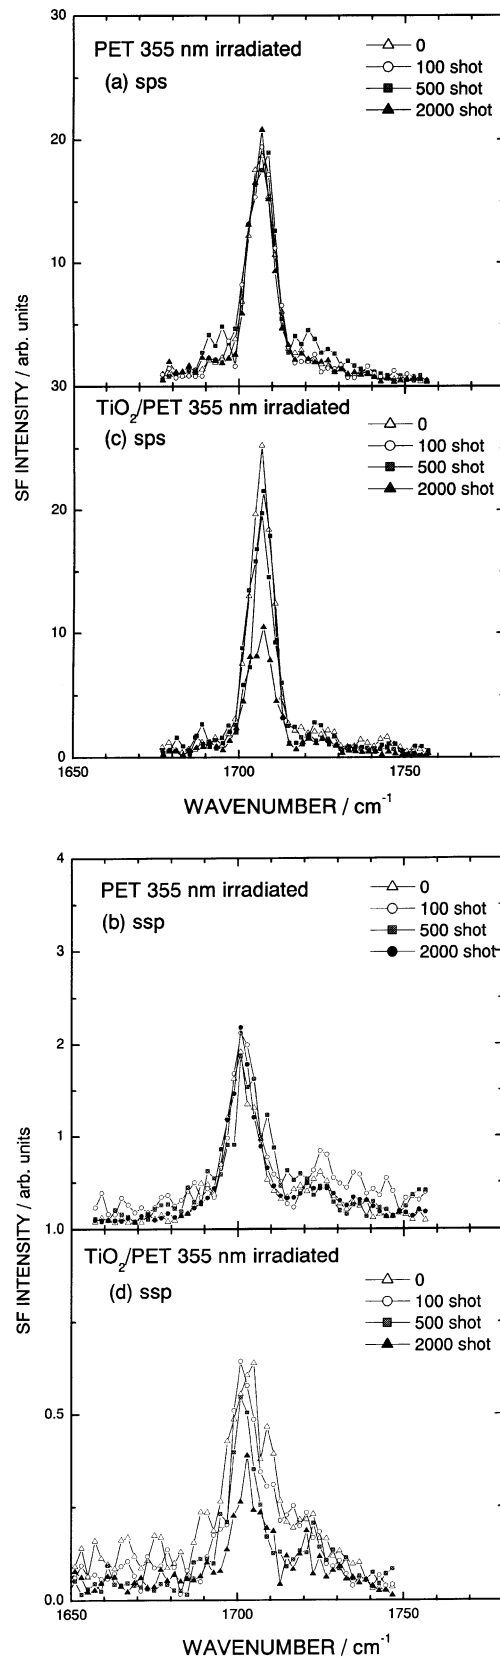 30
PET 355 nm irradiated
(a) sps
0
100 shot
500 shot
2000 shot
20
10
SF INTENSITY / arb. units
30
TiO2/PET 355 nm irradiated
(c) sps
0
100 shot
500 shot
2000 shot
20
10
0
1650 1700 1750
WAVENUMBER / cm-1
4
PET 355 nm irradiated
(b) ssp
0
100 shot
500 shot
2000 shot
3
2
1
SF INTENSITY / arb. units
1.0
TiO2/PET 355 nm irradiated
(d) ssp
0
100 shot
500 shot
2000 shot
0.5
0.0
1650 1700 1750
WAVENUMBER / cm-1